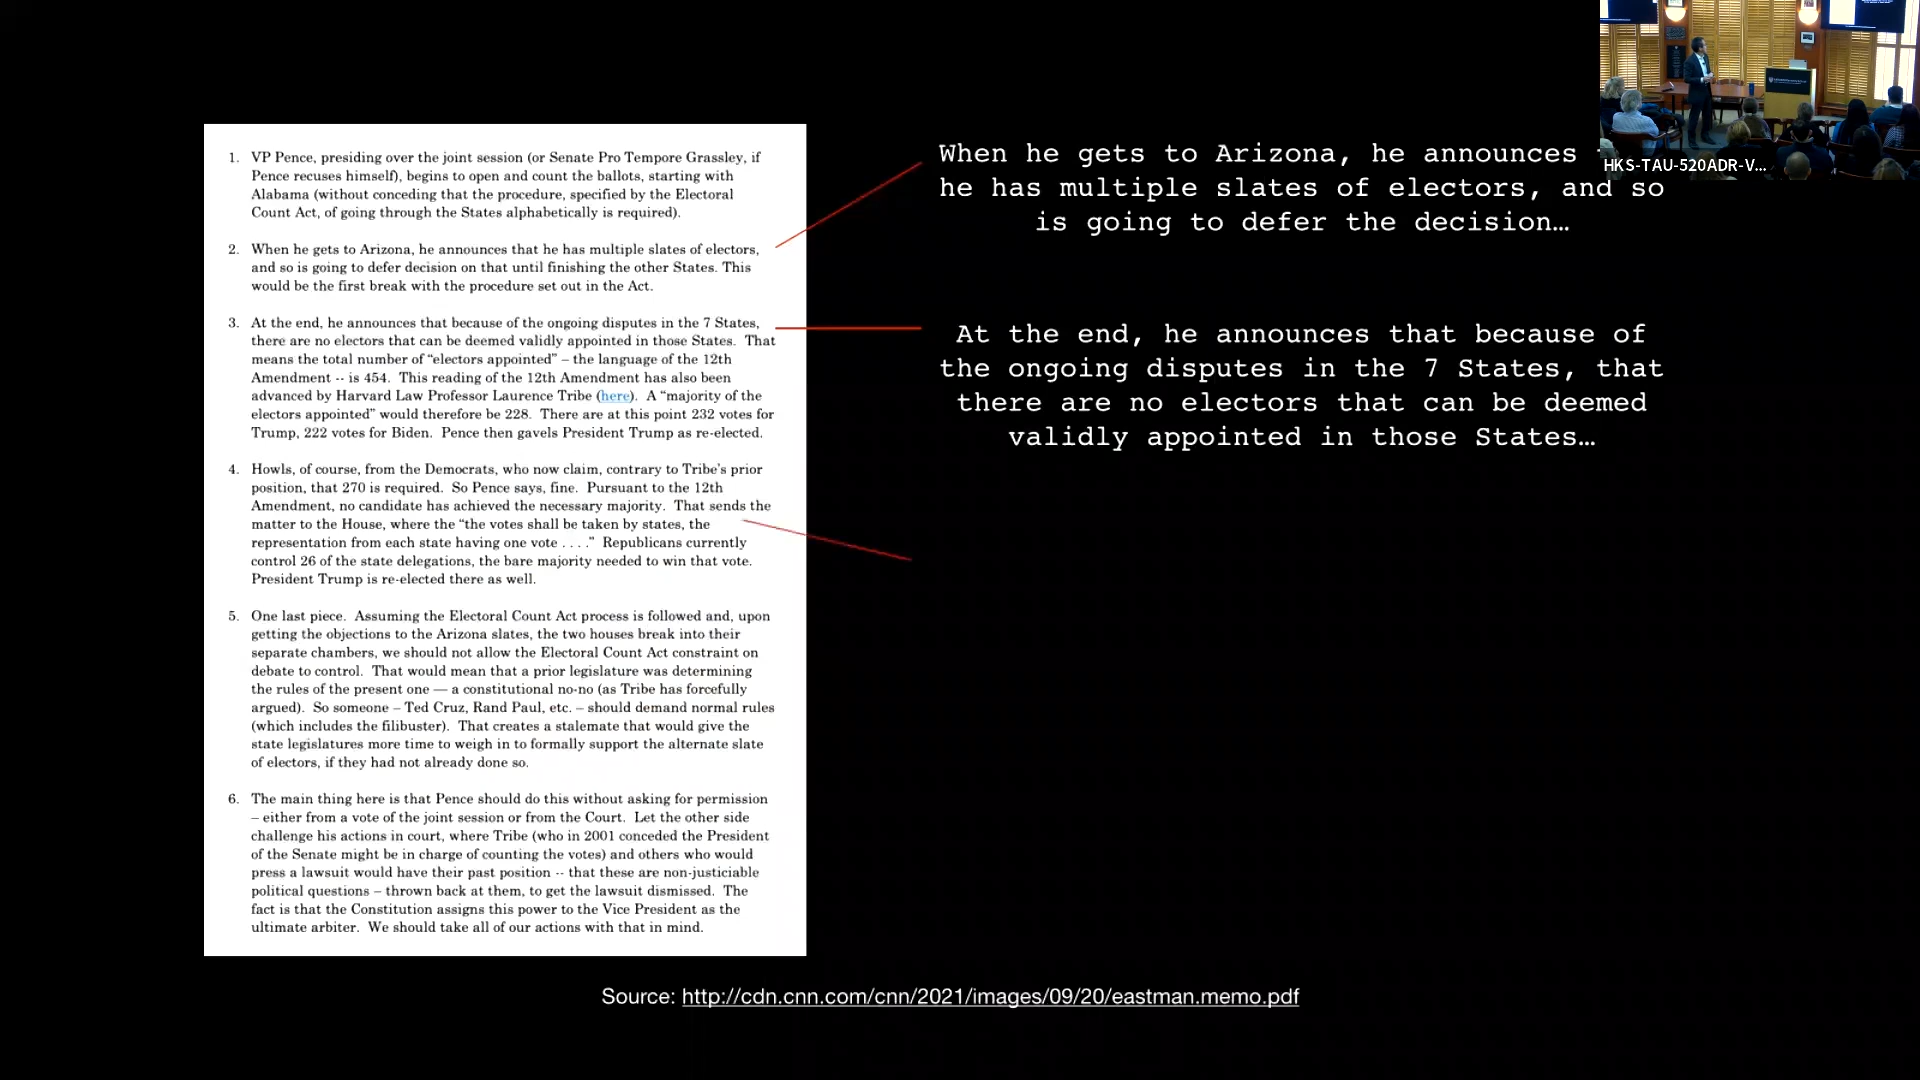 1. VP Pence, presiding over the joint session (or Senate Pro Tempore Grassley, if
Pence recuses himself), begins to open and count the ballots, starting with
Alabama (without conceding that the procedure, specified by the Electoral
Count Act, of going through the States alphabetically is required).
2. When he gets to Arizona, he announces that he has multiple slates of electors,
and so is going to defer decision on that until finishing the other States. This
would be the first break with the procedure set out in the Act.
3. At the end, he announces that because of the ongoing disputes in the 7 States,
there are no electors that can be deemed validly appointed in those States. That
means the total number of “electors appointed” – the language of the 12th
Amendment -- is 454. This reading of the 12th Amendment has also been
advanced by Harvard Law Professor Laurence Tribe (here). A “majority of the
electors appointed” would therefore be 228. There are at this point 232 votes for
Trump, 222 votes for Biden. Pence then gavels President Trump as re-elected.
4. Howls, of course, from the Democrats, who now claim, contrary to Tribe’s prior
position, that 270 is required. So Pence says, fine. Pursuant to the 12th
Amendment, no candidate has achieved the necessary majority. That sends the
matter to the House, where the “the votes shall be taken by states, the
representation from each state having one vote . . . .” Republicans currently
control 26 of the state delegations, the bare majority needed to win that vote.
President Trump is re-elected there as well.
5. One last piece. Assuming the Electoral Count Act process is followed and, upon
getting the objections to the Arizona slates, the two houses break into their
separate chambers, we should not allow the Electoral Count Act constraint on
debate to control. That would mean that a prior legislature was determining
the rules of the present one — a constitutional no-no (as Tribe has forcefully
argued). So someone – Ted Cruz, Rand Paul, etc. – should demand normal rules
(which includes the filibuster). That creates a stalemate that would give the
state legislatures more time to weigh in to formally support the alternate slate
of electors, if they had not already done so.
6. The main thing here is that Pence should do this without asking for permission
– either from a vote of the joint session or from the Court. Let the other side
challenge his actions in court, where Tribe (who in 2001 conceded the President
of the Senate might be in charge of counting the votes) and others who would
press a lawsuit would have their past position -- that these are non-justiciable
political questions – thrown back at them, to get the lawsuit dismissed. The
fact is that the Constitution assigns this power to the Vice President as the
ultimate arbiter. We should take all of our actions with that in mind.
When he gets to Arizona, he announces
he has multiple slates of electors, and so
is going to defer the decision…
At the end, he announces that because of
the ongoing disputes in the 7 States, that
there are no electors that can be deemed
validly appointed in those States…
HKS-TAU-520ADR-V...
Source: http://cdn.cnn.com/cnn/2021/images/09/20/eastman.memo.pdf